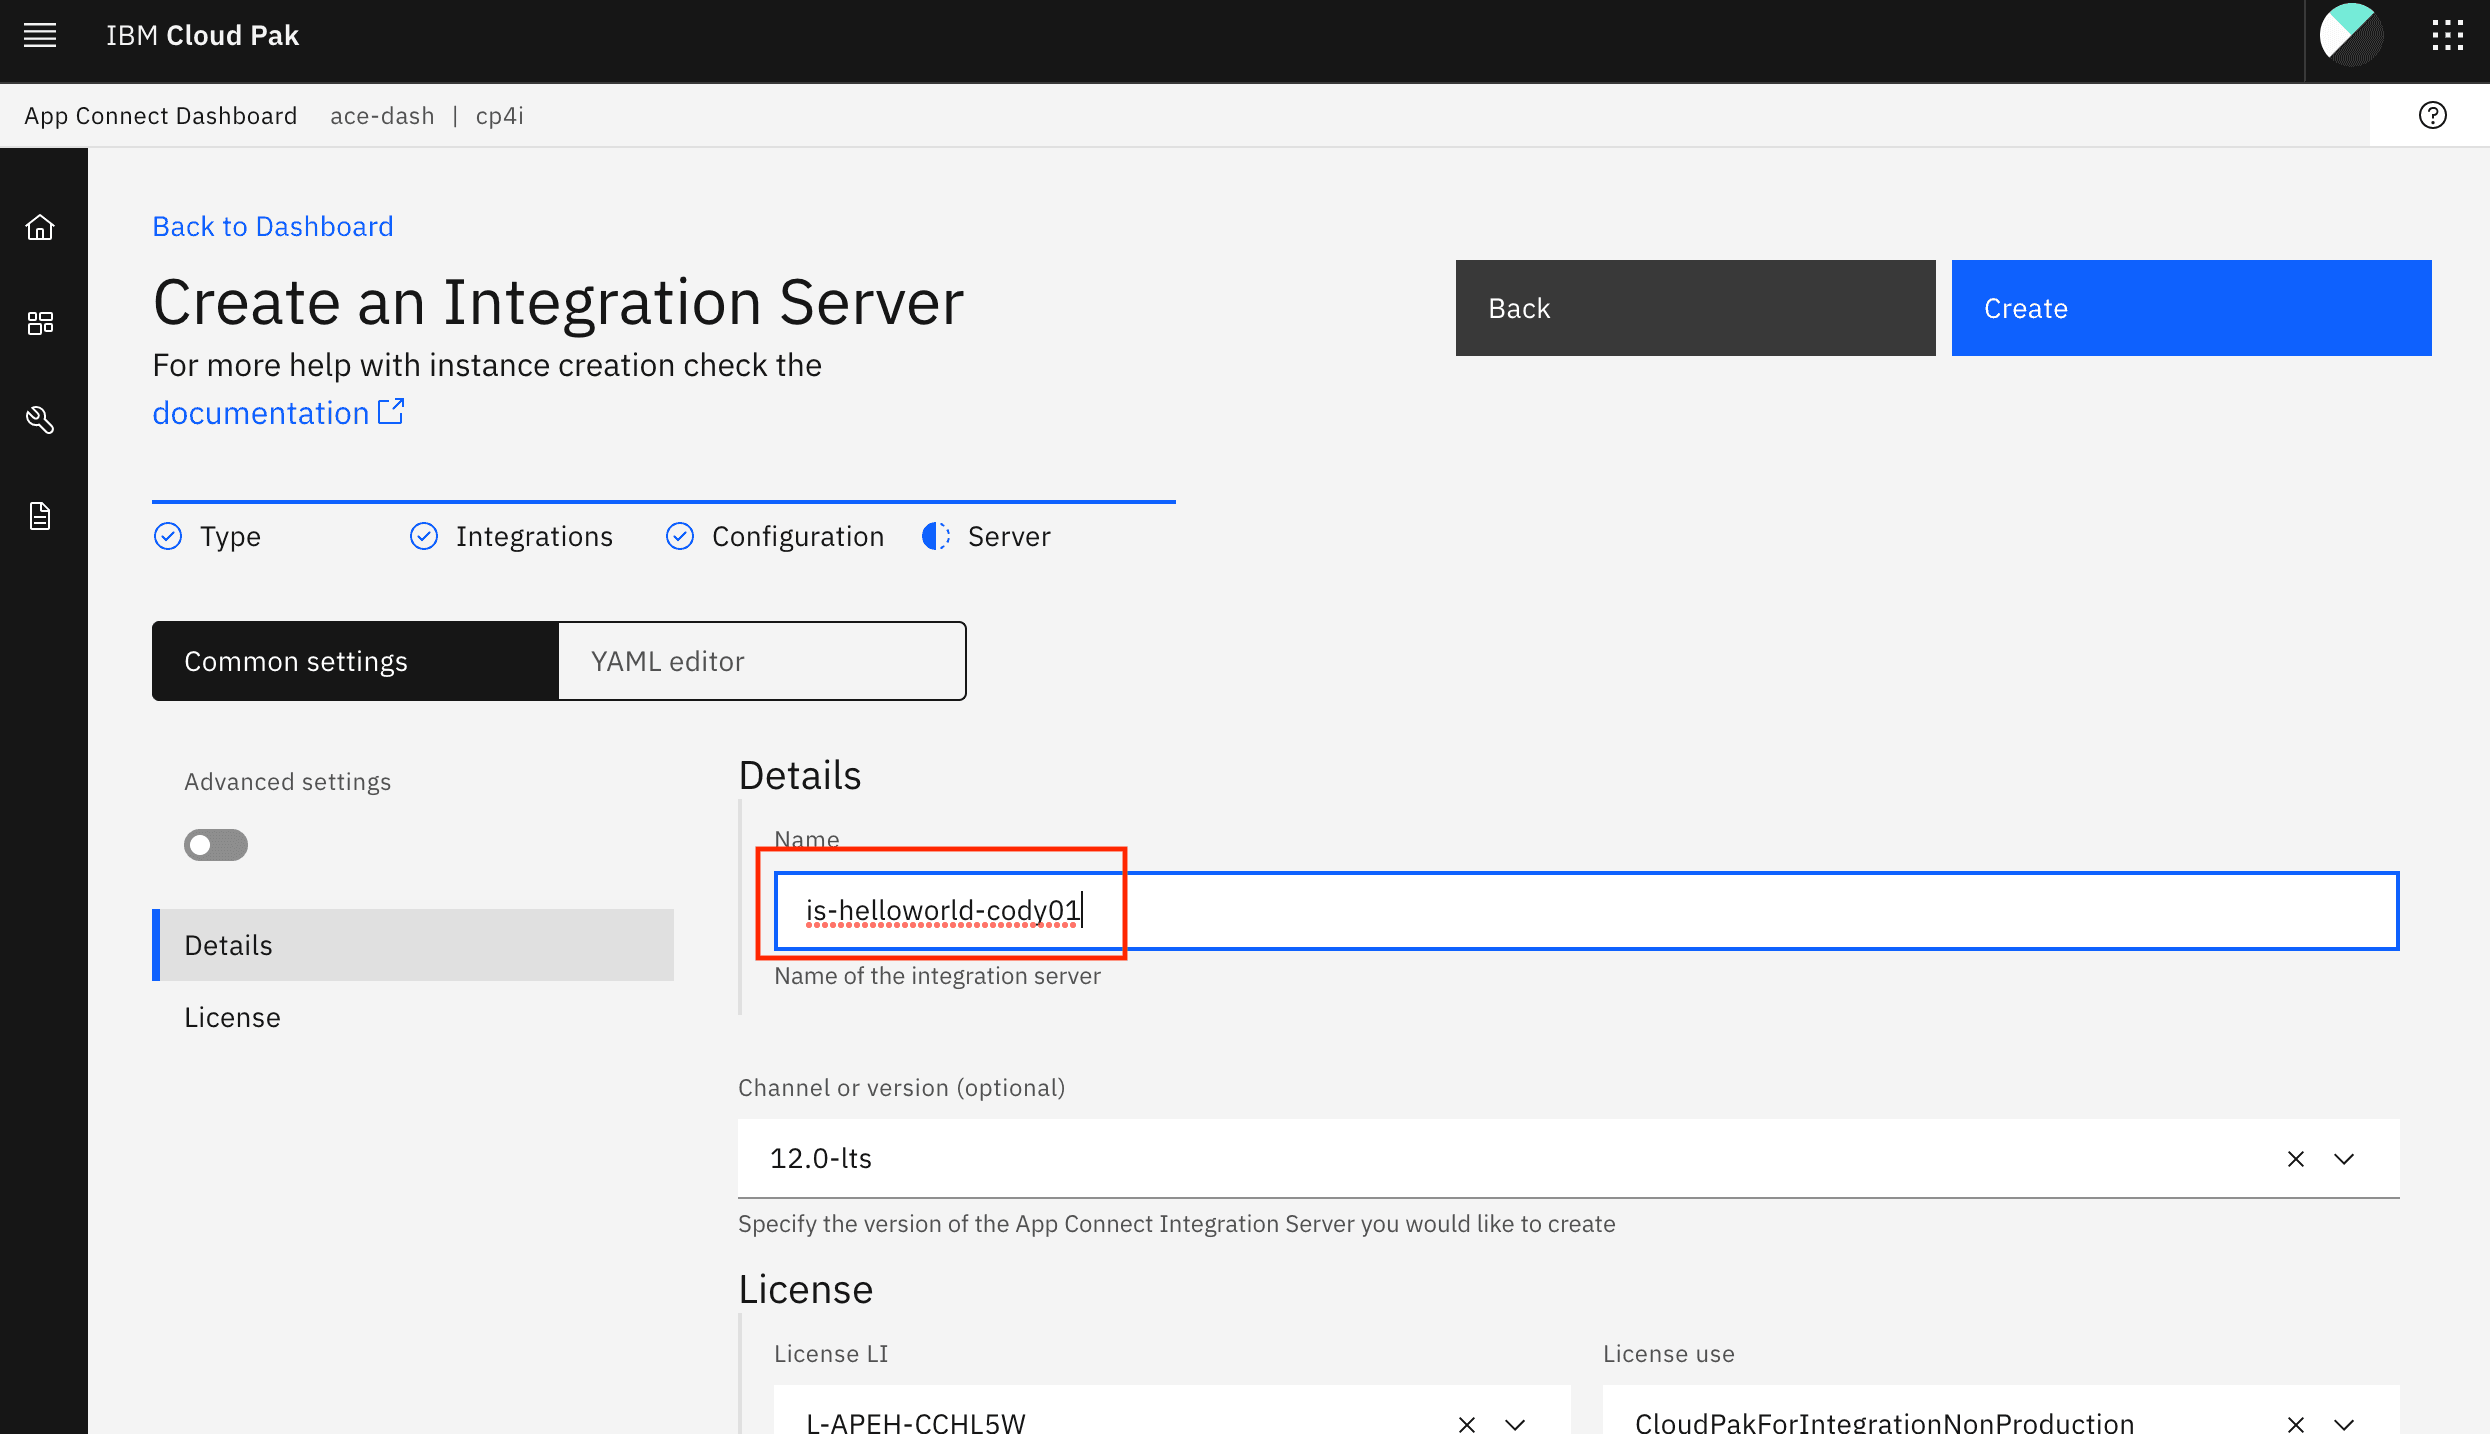 IBM Cloud Pak
App Connect Dashboard ace-dash | cp4i
Back to Dashboard
Create an Integration Server
For more help with instance creation check the
documentation
Back
Create
Type
Integrations
Configuration
Server
Common settings
YAML editor
Advanced settings
Details
License
Details
Name
is-helloworld-cody01
Name of the integration server
Channel or version (optional)
12.0-lts
Specify the version of the App Connect Integration Server you would like to create
License
License LI
L-APEH-CCHL5W
License use
CloudPakForIntegrationNonProduction